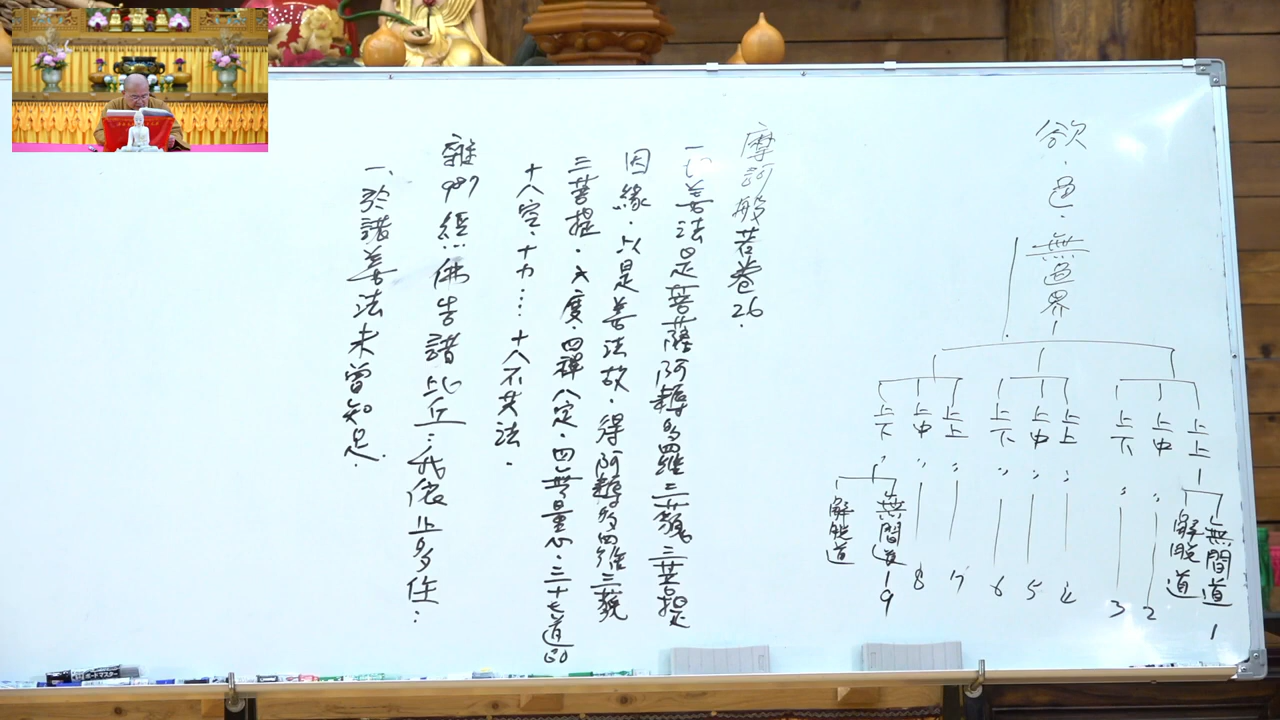 欲．色．無色界
上上 上中 上下 上上 上中 上下 上上 上中 上下
無間道 解脫道 無間道 解脫道
1 2 3 4 5 6 7 8 9
摩訶般若卷26．
一切善法是菩薩阿耨多羅三藐三菩提
因緣．以是善法故．得阿耨多羅三藐
三菩提．六度．四禪八定．四無量心．三十七道品
十八空．十力…．十八不共法．
雜987經：佛告諸比丘：我依止多住：
一、於諸善法未曾知足．